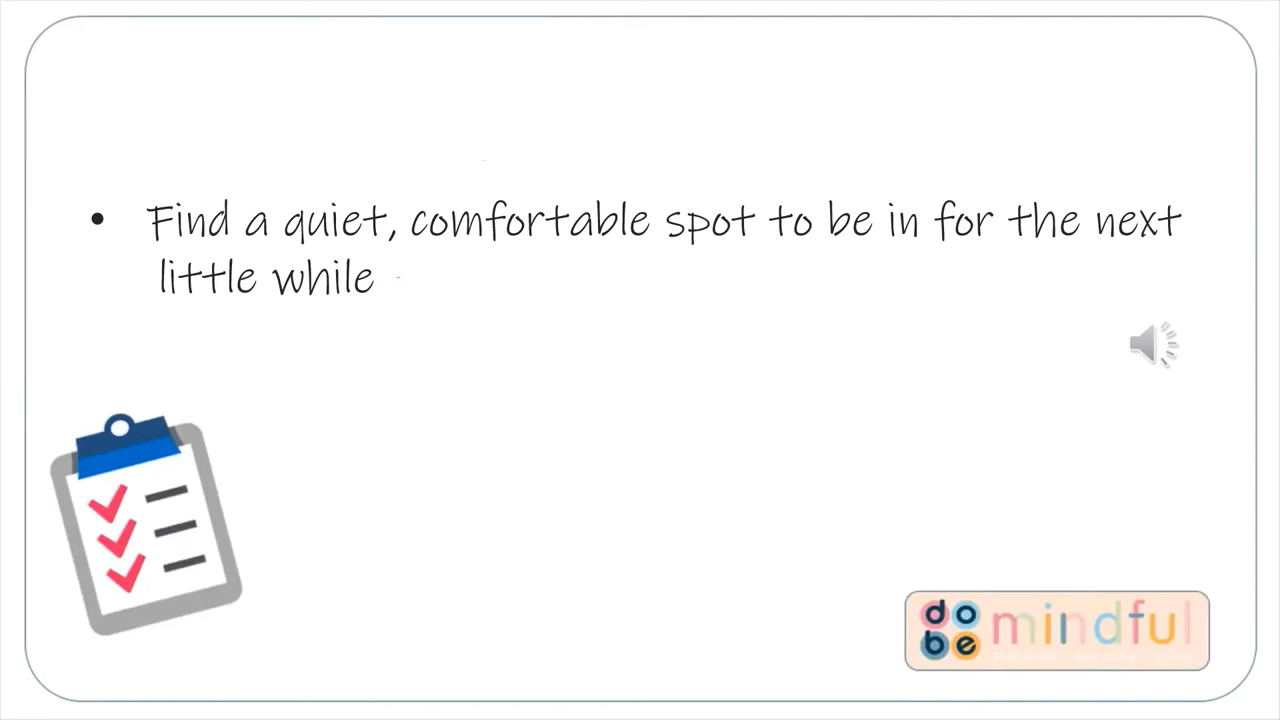 • Find a quiet, comfortable spot to be in for the next
little while
do
be
mindful